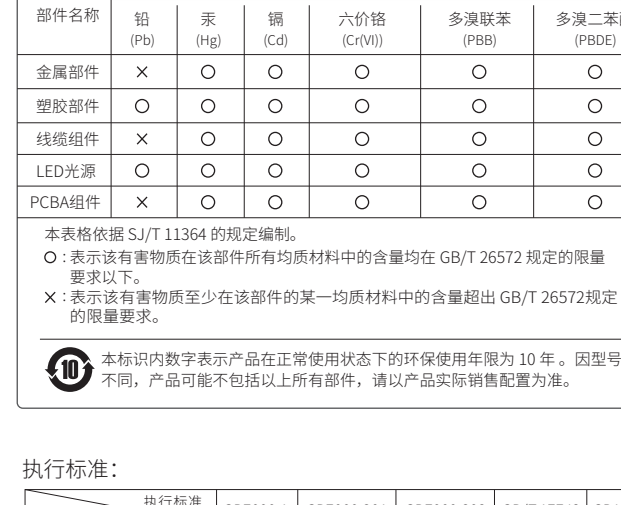 部件名称 铅 汞 镉 六价铬 多溴联苯 多溴二苯
(Pb) (Hg) (Cd) (Cr(VI)) (PBB) (PBDE)
金属部件 × ○ ○ ○ ○ ○
塑胶部件 ○ ○ ○ ○ ○ ○
线缆组件 × ○ ○ ○ ○ ○
LED光源 ○ ○ ○ ○ ○ ○
PCBA组件 × ○ ○ ○ ○ ○
本表格依据 SJ/T 11364 的规定编制。
○：表示该有害物质在该部件所有均质材料中的含量均在 GB/T 26572 规定的限量
要求以下。
×：表示该有害物质至少在该部件的某一均质材料中的含量超出 GB/T 26572规定
的限量要求。
10
本标识内数字表示产品在正常使用状态下的环保使用年限为 10 年 。因型号
不同，产品可能不包括以上所有部件，请以产品实际销售配置为准。
执行标准：
执行标准